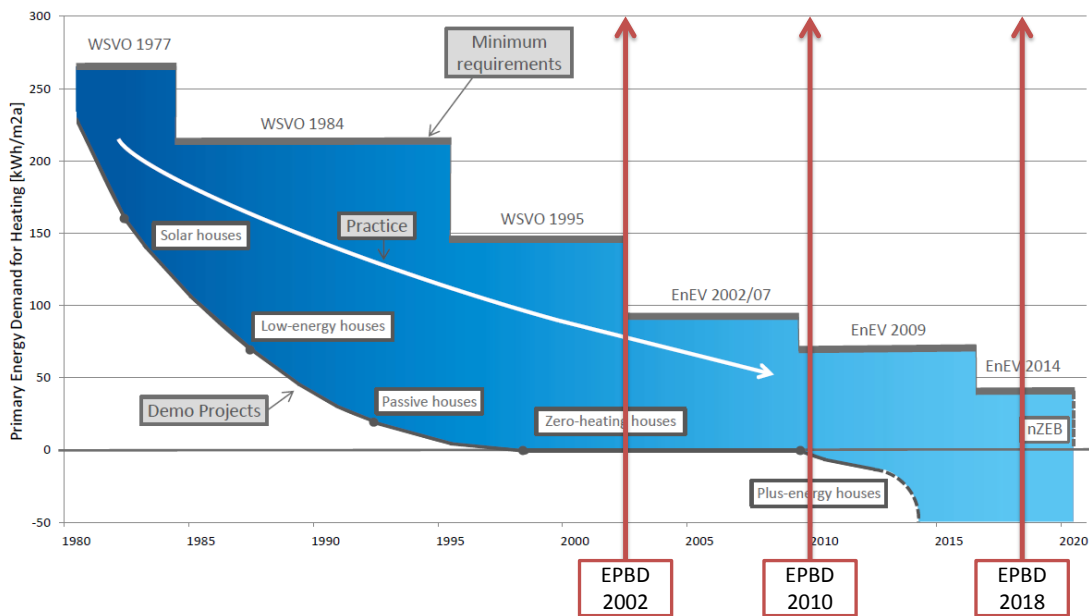 Primary Energy Demand for Heating [kWh/m2a]
300
250
200
150
100
50
0
-50
WSVO 1977
Minimum
requirements
WSVO 1984
WSVO 1995
EnEV 2002/07
EnEV 2009
EnEV 2014
Practice
Solar houses
Low-energy houses
Passive houses
Demo Projects
Zero-heating houses
nZEB
Plus-energy houses
1980
1985
1990
1995
2000
2005
2010
2015
2020
EPBD
2002
EPBD
2010
EPBD
2018